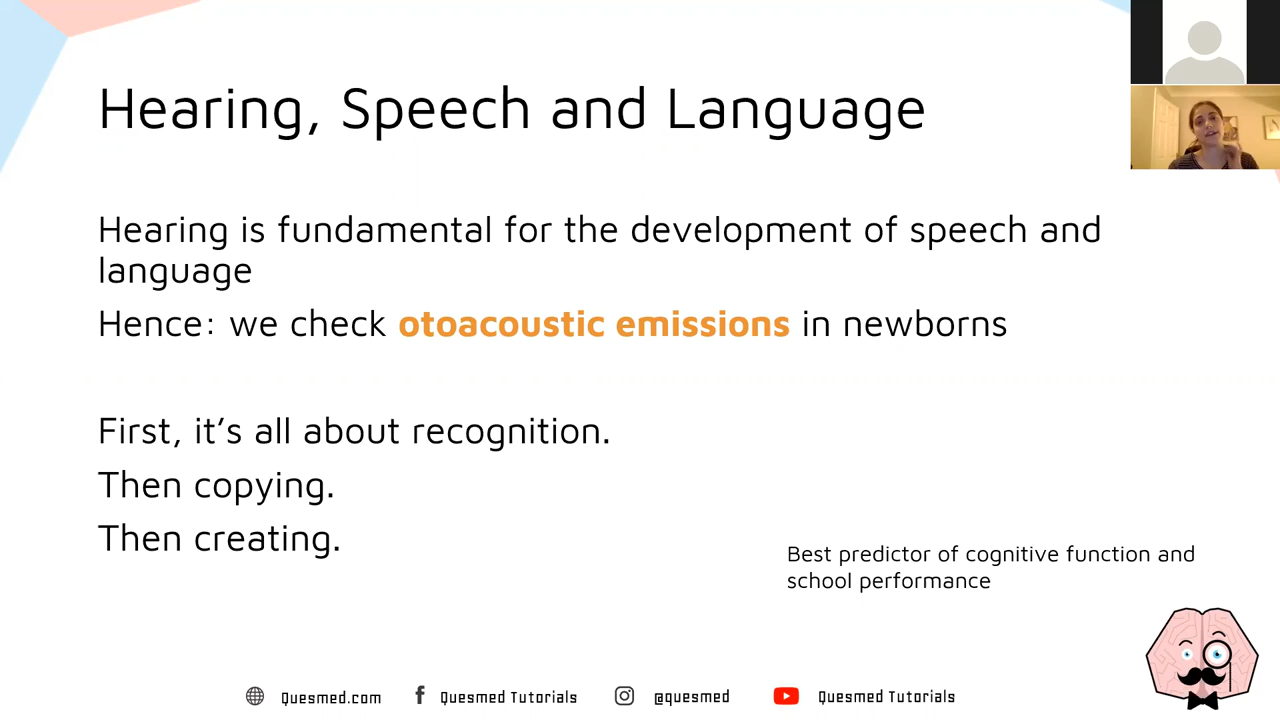 Hearing, Speech and Language
Hearing is fundamental for the development of speech and
language
Hence: we check otoacoustic emissions in newborns
First, it’s all about recognition.
Then copying.
Then creating.
Best predictor of cognitive function and
school performance
Quesmed.com Quesmed Tutorials @quesmed Quesmed Tutorials